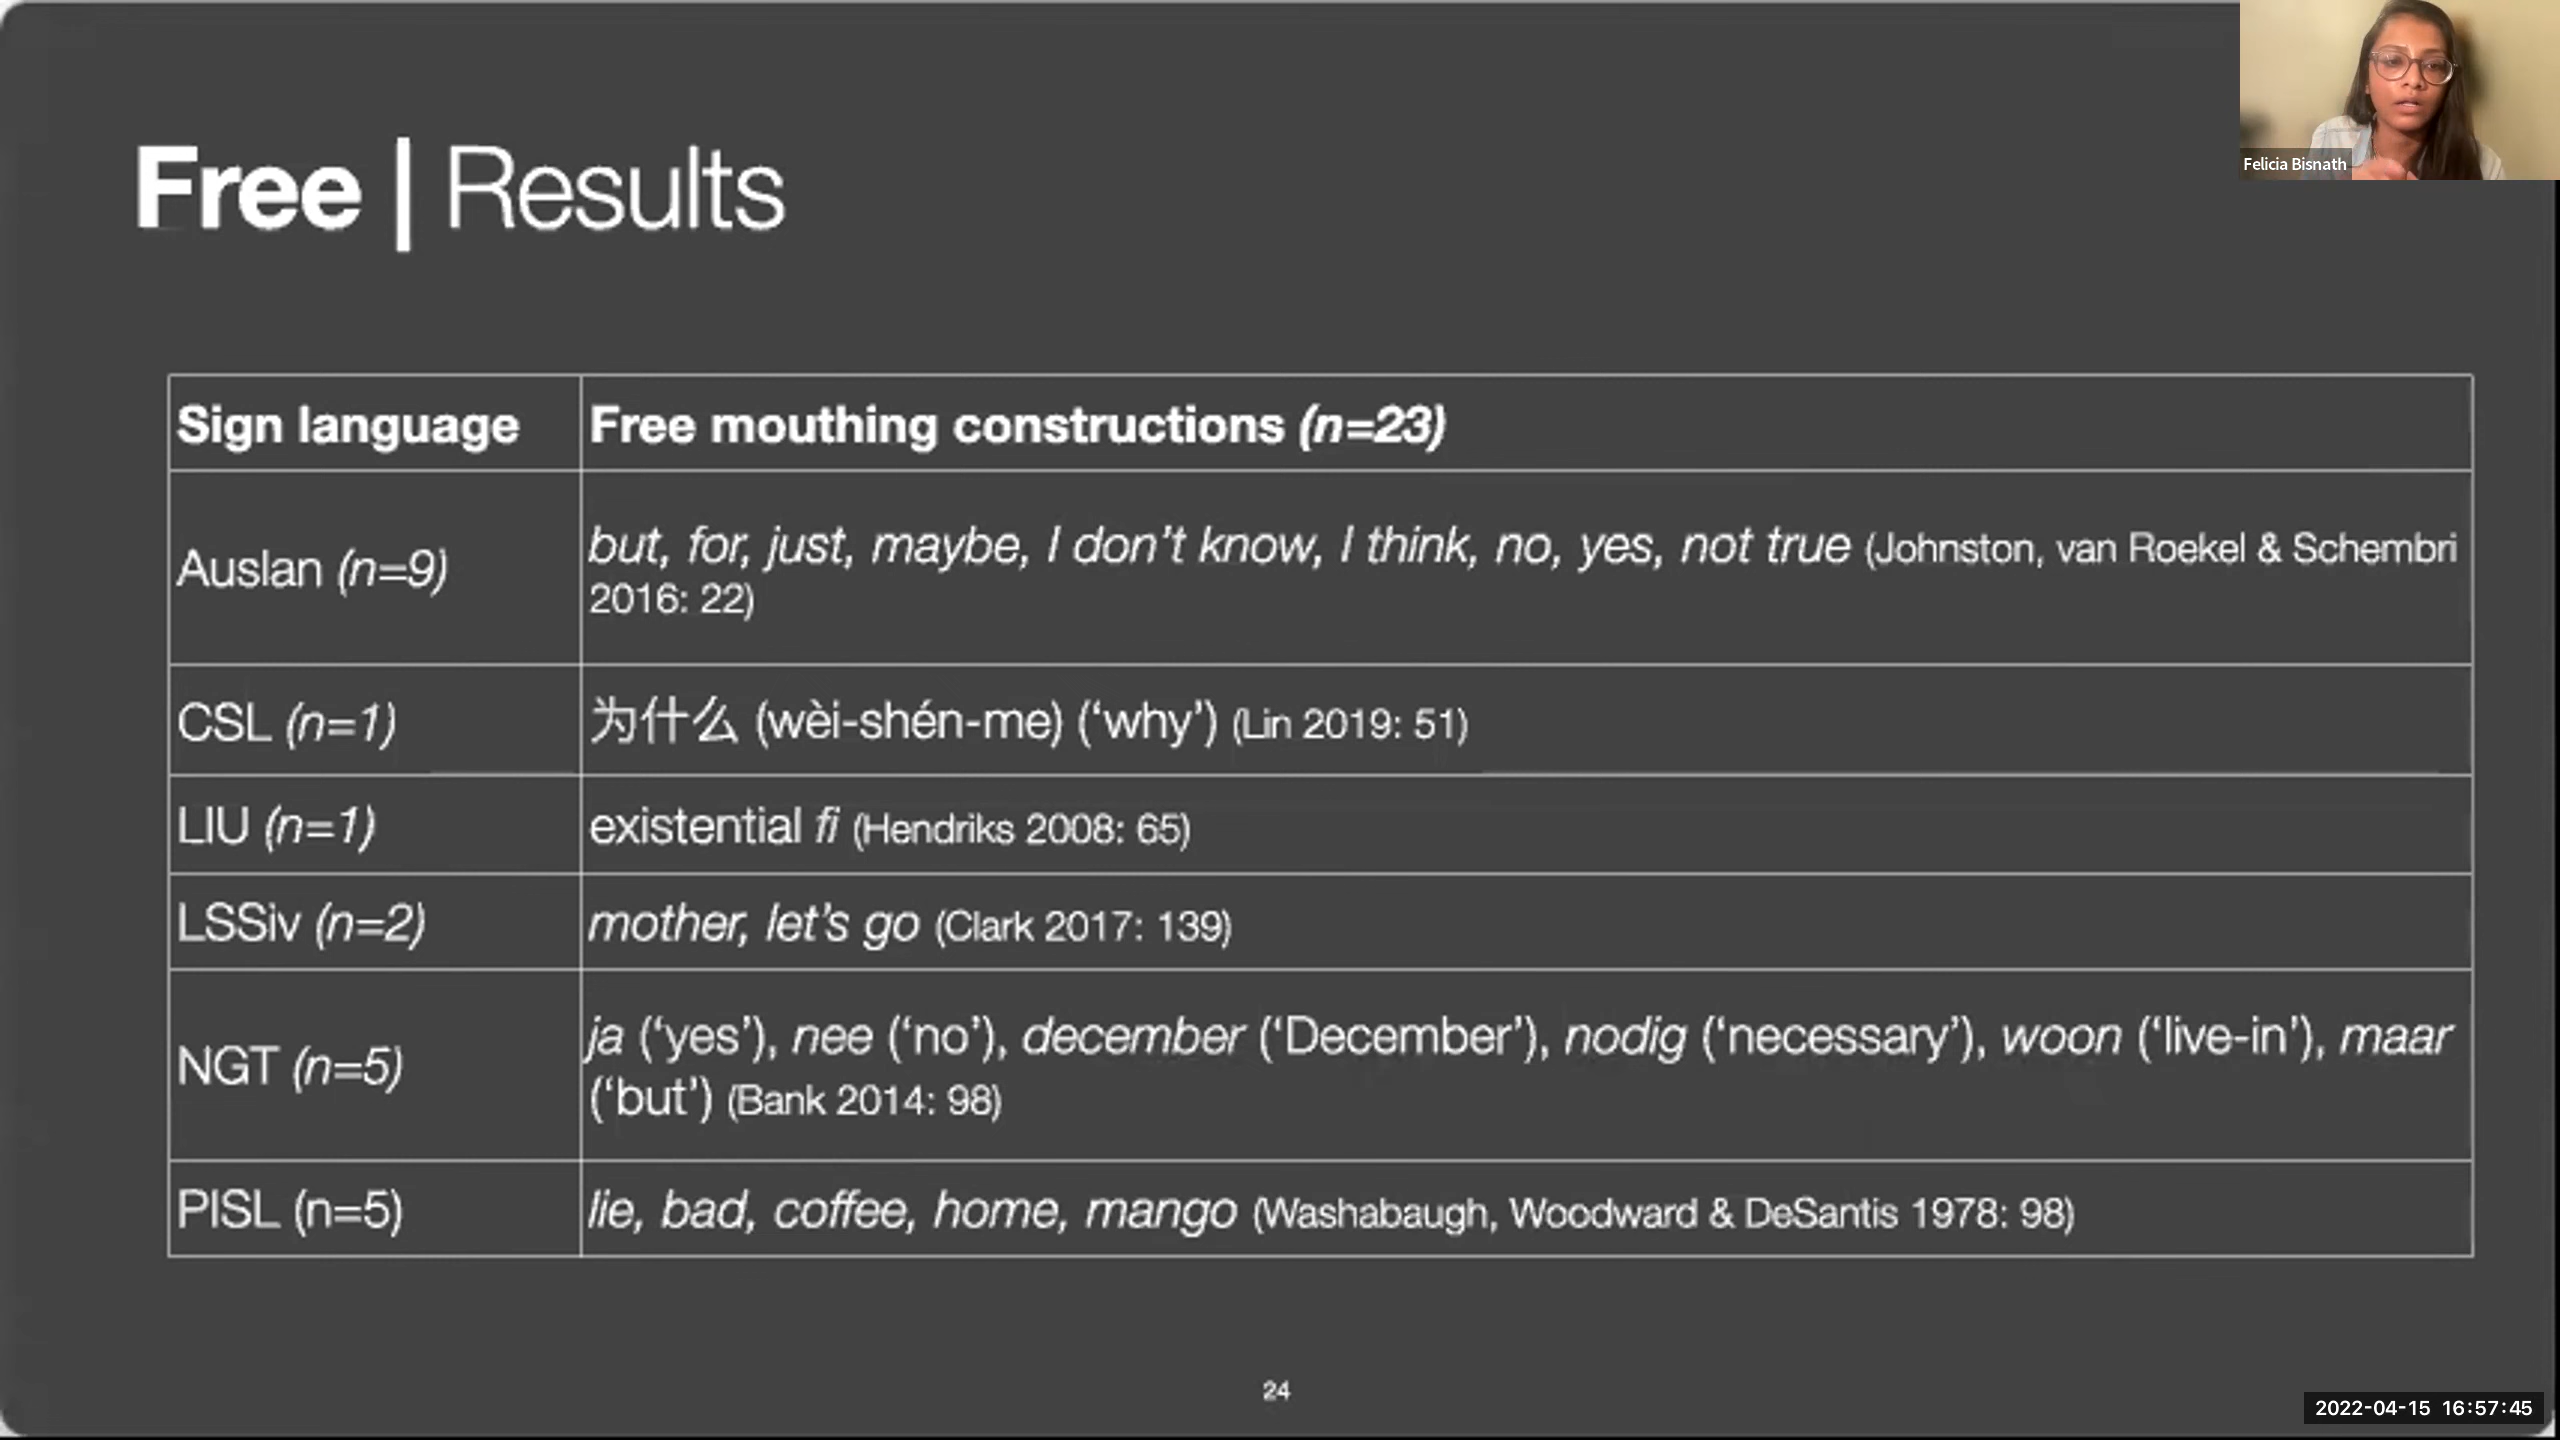 Felicia Bisnath
Free | Results
Sign language
Free mouthing constructions (n=23)
Auslan (n=9)
but, for, just, maybe, I don’t know, I think, no, yes, not true (Johnston, van Roekel & Schembri
2016: 22)
CSL (n=1)
为什么 (wèi-shén-me) (‘why’) (Lin 2019: 51)
LIU (n=1)
existential fi (Hendriks 2008: 65)
LSSiv (n=2)
mother, let’s go (Clark 2017: 139)
NGT (n=5)
ja (‘yes’), nee (‘no’), december (‘December’), nodig (‘necessary’), woon (‘live-in’), maar
(‘but’) (Bank 2014: 98)
PISL (n=5)
lie, bad, coffee, home, mango (Washabaugh, Woodward & DeSantis 1978: 98)
24
2022-04-15 16:57:45